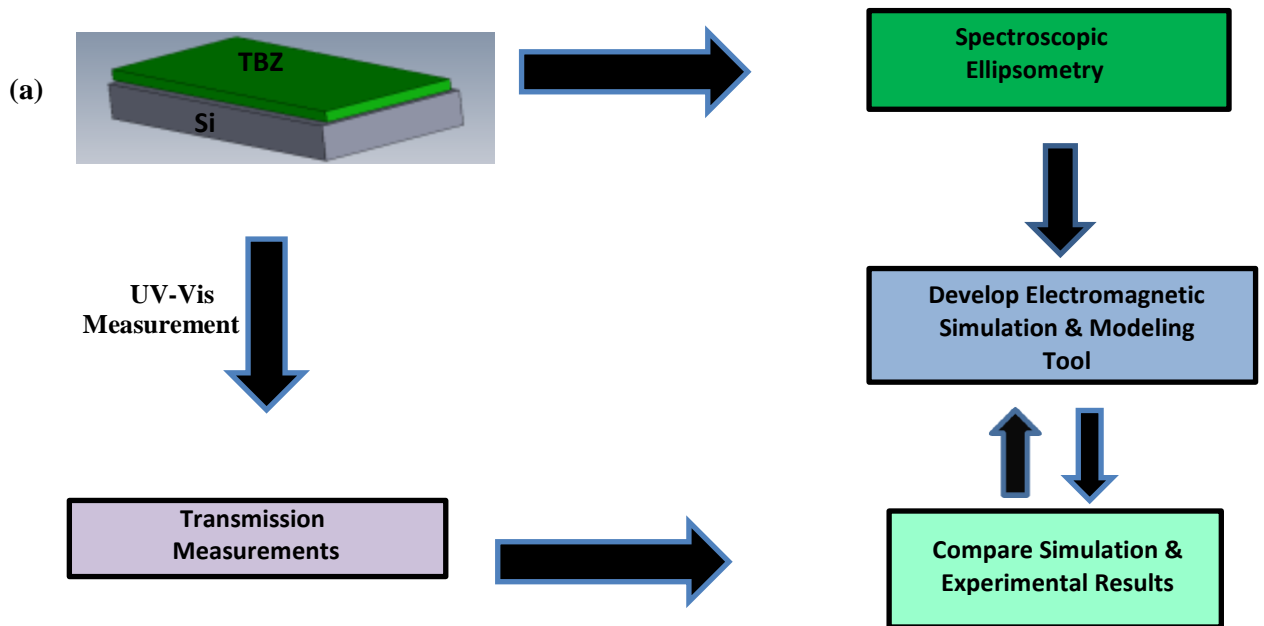 (a)
TBZ
Si
Spectroscopic
Ellipsometry
UV-Vis
Measurement
Develop Electromagnetic
Simulation & Modeling
Tool
Transmission
Measurements
Compare Simulation &
Experimental Results